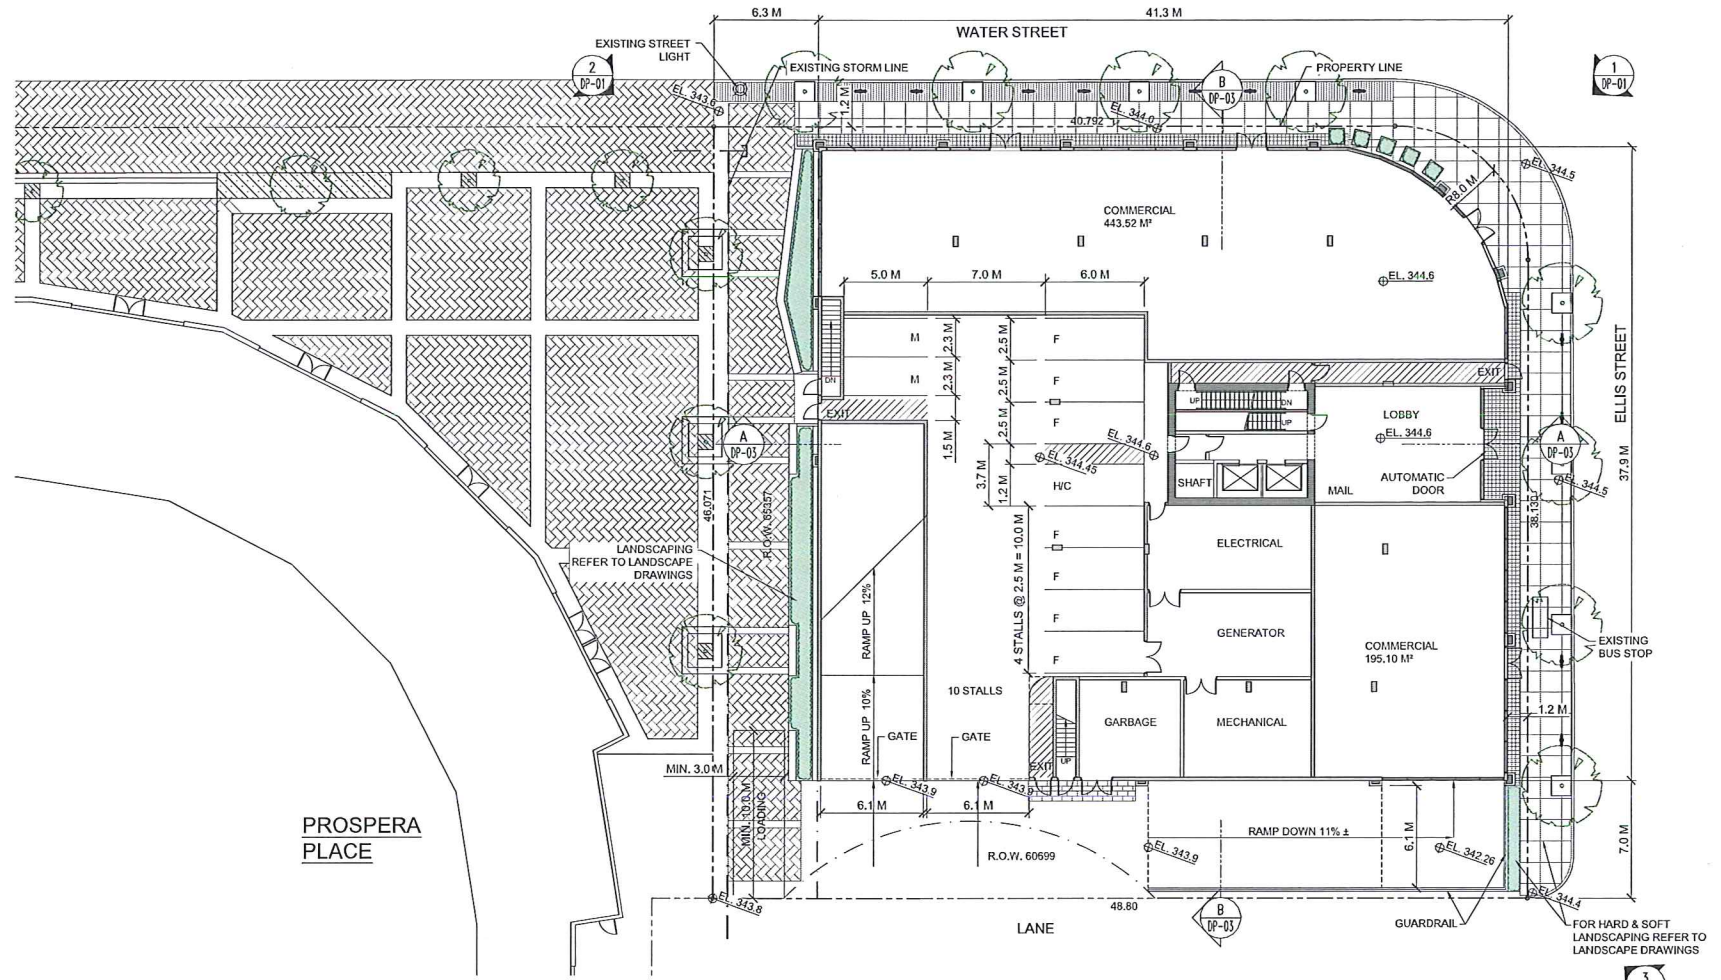 6.3 M
41.3 M
WATER STREET
EXISTING STREET
LIGHT
2
DP-01
EXISTING STORM LINE
B
DP-03
PROPERTY LINE
1
DP-01
EL. 343.6
1.2 M
40.792
EL. 344.0
EL. 344.5
R8.0 M
COMMERCIAL
443.52 M²
EL. 344.6
5.0 M
7.0 M
6.0 M
ELLIS STREET
M
2.3 M
2.5 M
F
M
2.3 M
2.5 M
F
DN
EXIT
UP
DN
UP
LOBBY
EL. 344.6
EXIT
1.5 M
2.5 M
F
A
DP-03
EL. 344.6
EL. 344.45
A
DP-03
37.9 M
3.7 M
1.2 M
H/C
SHAFT
MAIL
AUTOMATIC
DOOR
EL. 344.5
46.071
R.O.W. 65357
38.130
LANDSCAPING
REFER TO LANDSCAPE
DRAWINGS
F
F
F
F
4 STALLS @ 2.5 M = 10.0 M
ELECTRICAL
RAMP UP 12%
GENERATOR
COMMERCIAL
195.10 M²
EXISTING
BUS STOP
RAMP UP 10%
10 STALLS
GARBAGE
MECHANICAL
1.2 M
GATE
GATE
EXIT
UP
MIN. 3.0 M
MIN. 10.0 M
LOADING
EL. 343.9
EL. 343.9
6.1 M
6.1 M
PROSPERA
PLACE
RAMP DOWN 11% ±
6.1 M
7.0 M
R.O.W. 60699
EL. 343.9
EL. 342.26
EL. 343.8
48.80
EL. 344.4
LANE
B
DP-03
GUARDRAIL
FOR HARD & SOFT
LANDSCAPING REFER TO
LANDSCAPE DRAWINGS
3